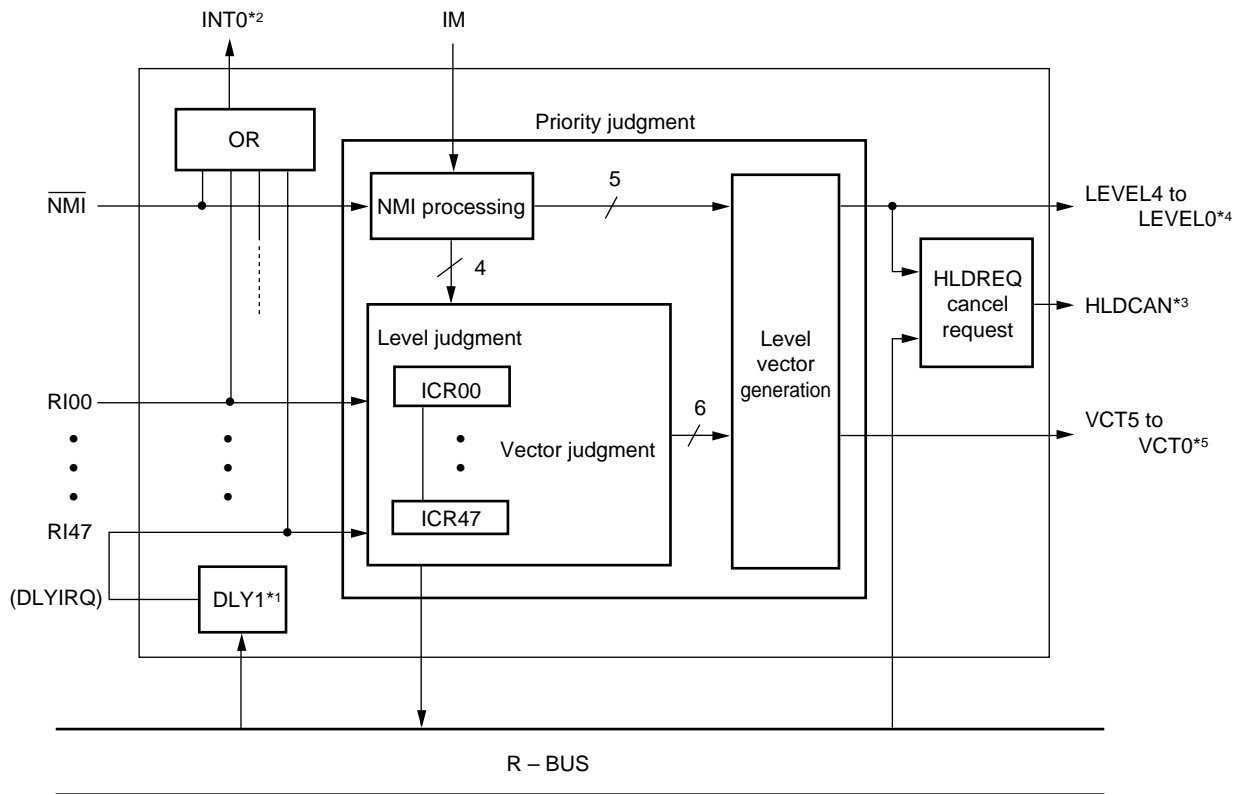 INT0*2
IM
OR
Priority judgment
NMI
NMI processing
5
4
LEVEL4 to
LEVEL0*4
HLDREQ
cancel
request
HLDCAN*3
Level judgment
ICR00
Vector judgment
ICR47
6
Level
vector
generation
RI00
RI47
VCT5 to
VCT0*5
(DLYIRQ)
DLY1*1
R – BUS